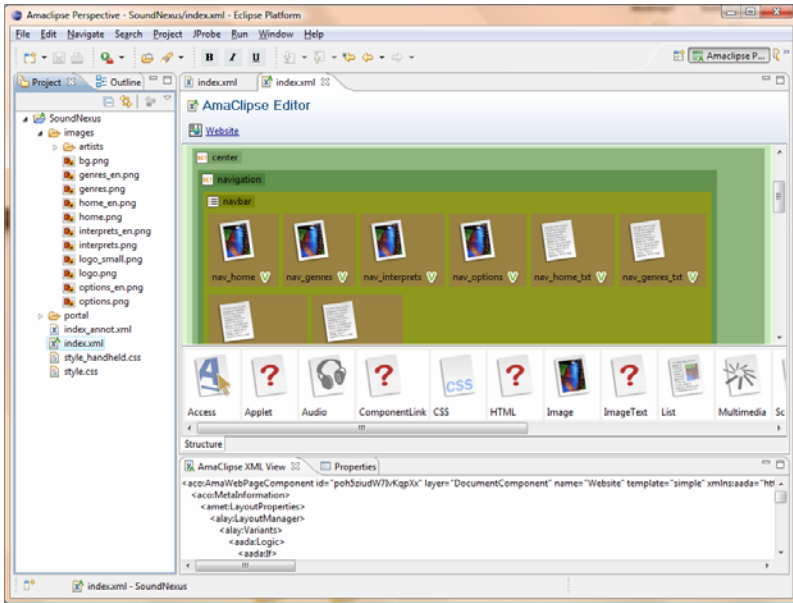 Amaclipse Perspective - SoundNexus/index.xml - Eclipse Platform
File Edit Navigate Search Project JProbe Run Window Help
B I U
Amaclipse P...
Project
Outline
index.xml
index.xml
SoundNexus
images
artists
bg.png
genres_en.png
genres.png
home_en.png
home.png
interprets_en.png
interprets.png
logo_small.png
logo.png
options_en.png
options.png
portal
index_annot.xml
index.xml
style_handheld.css
style.css
AmaClipse Editor
Website
center
navigation
navbar
nav_home V
nav_genres V
nav_interprets V
nav_options V
nav_home_txt V
nav_genres_txt V
CSS
Access
Applet
Audio
ComponentLink
CSS
HTML
Image
ImageText
List
Multimedia
Sc
Structure
AmaClipse XML View
Properties
<aco:AmaWebPageComponent layer="DocumentComponent" name="Website" template="simple" xmlns:aada="htt
<aco:MetaInformation>
<amet:LayoutProperties>
<alay:LayoutManager>
<alay:Variants>
<aada:Logic>
<aada:If>
index.xml - SoundNexus